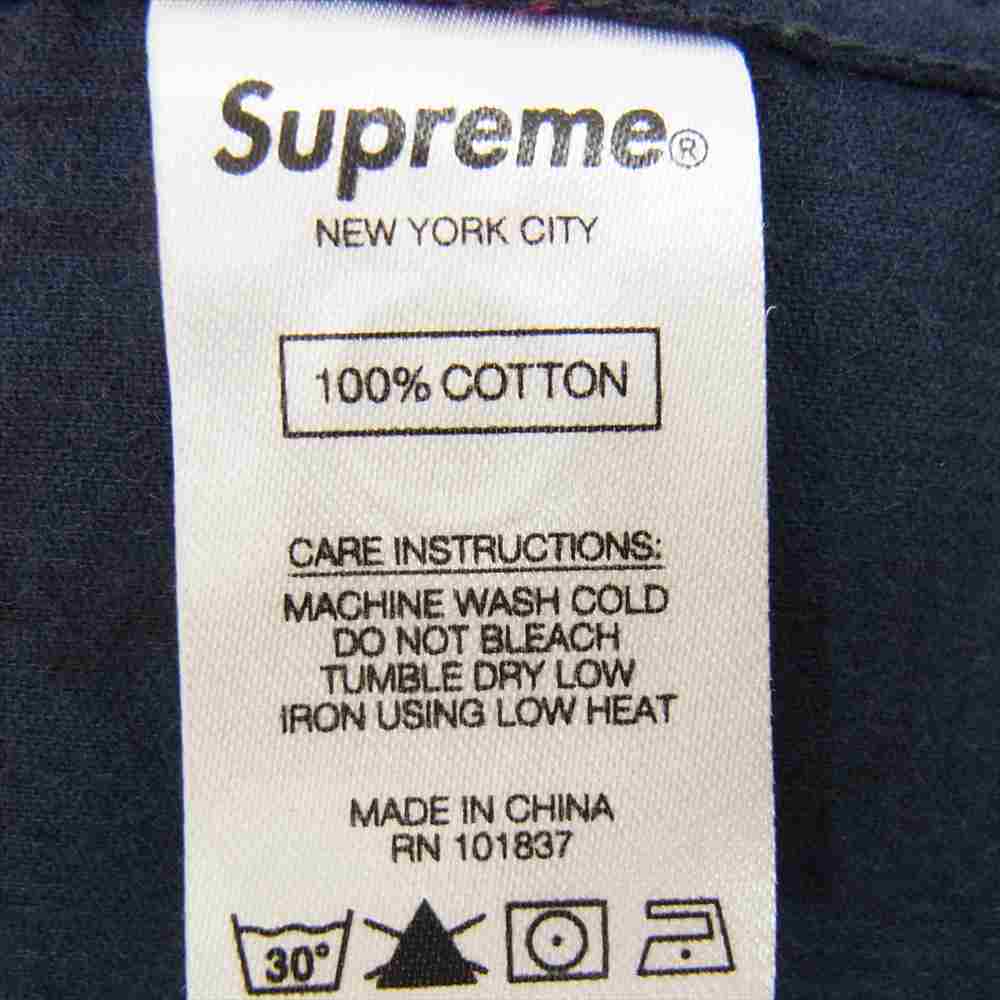 Supreme®
NEW YORK CITY
100% COTTON
CARE INSTRUCTIONS:
MACHINE WASH COLD
DO NOT BLEACH
TUMBLE DRY LOW
IRON USING LOW HEAT
MADE IN CHINA
RN 101837
30°